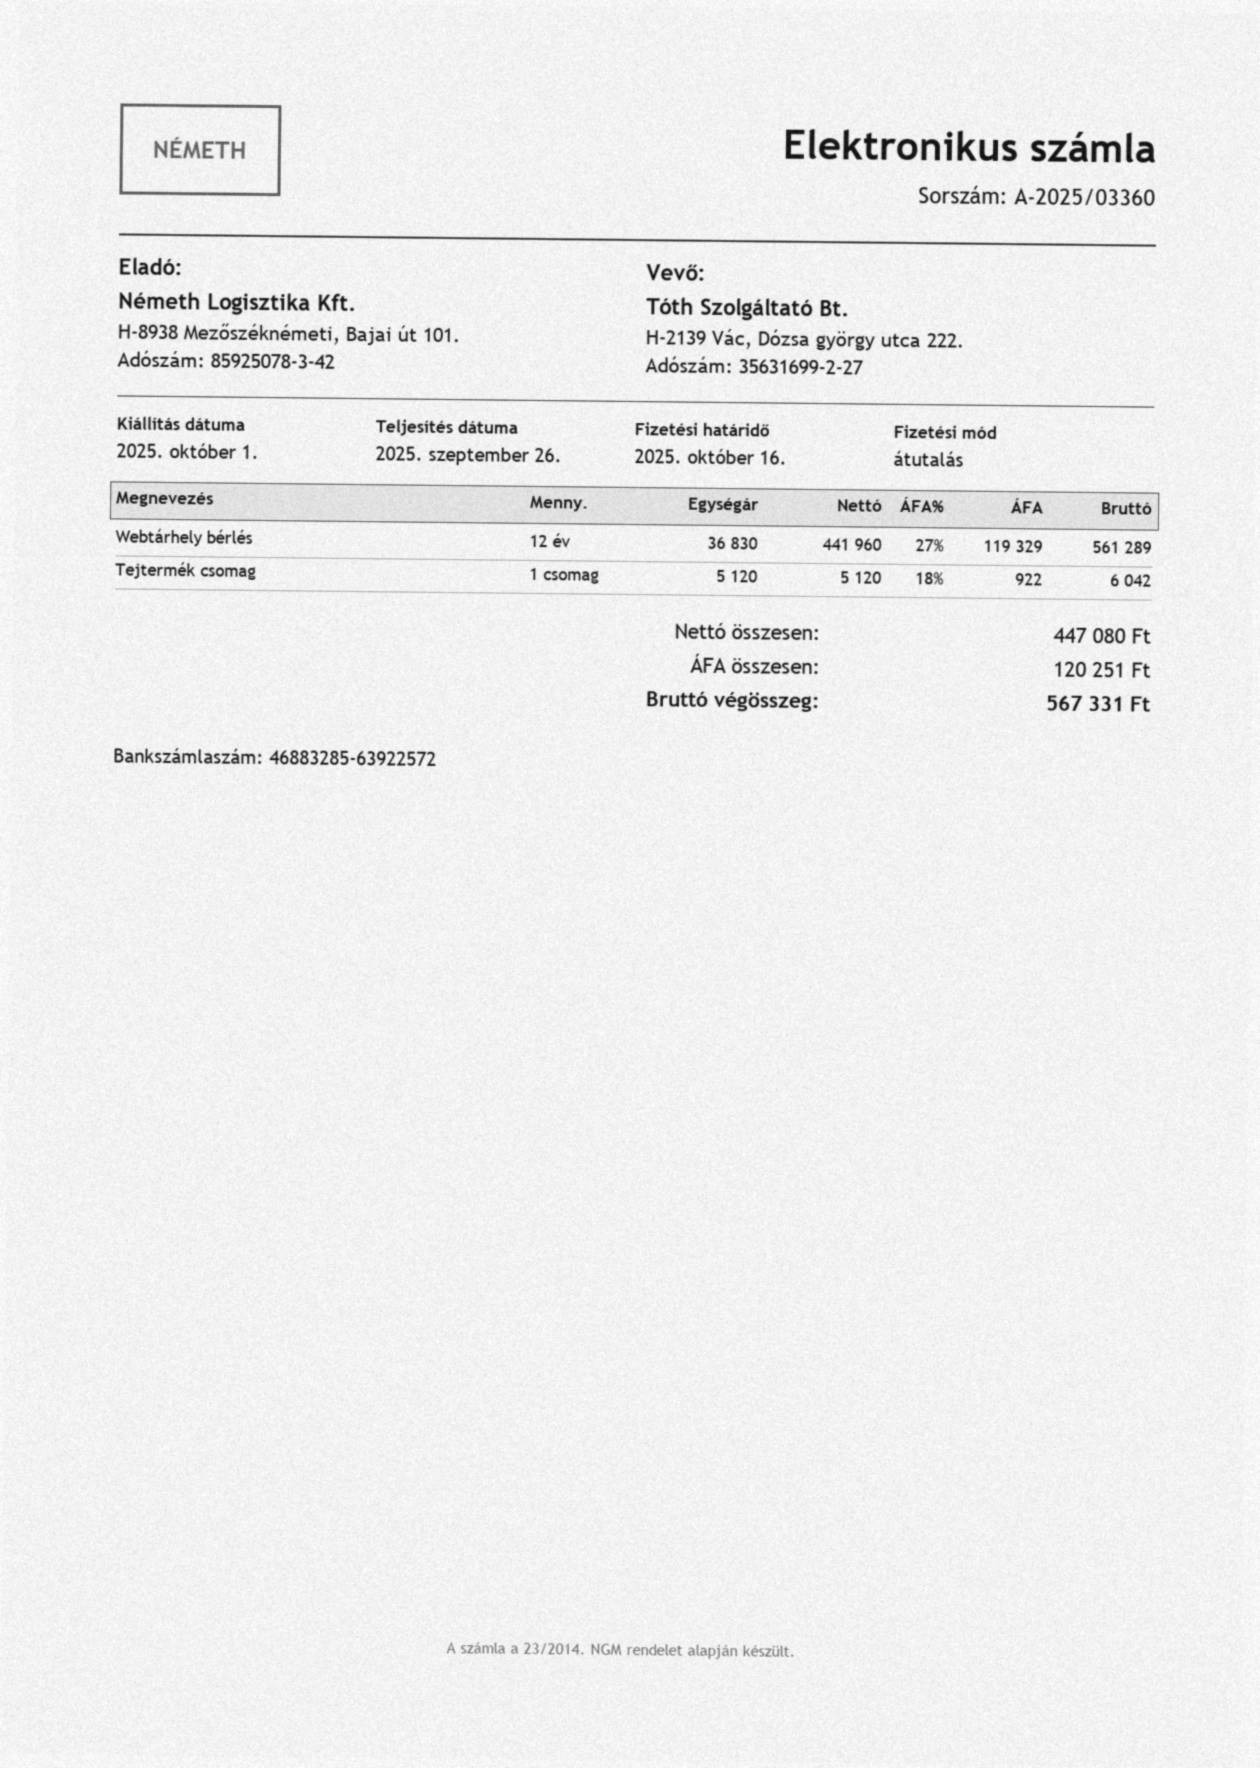 NÉMETH
Elektronikus számla
Sorszám: A-2025/03360
Eladó:
Németh Logisztika Kft.
H-8938 Mezőszéknémeti, Bajai út 101.
Adószám: 85925078-3-42
Vevő:
Tóth Szolgáltató Bt.
H-2139 Vác, Dózsa györgy utca 222.
Adószám: 35631699-2-27
Kiállítás dátuma Teljesítés dátuma Fizetési határidő Fizetési mód
2025. október 1. 2025. szeptember 26. 2025. október 16. átutalás
Megnevezés Menny. Egységár Nettó ÁFA% ÁFA Bruttó
Webtárhely bérlés 12 év 36 830 441 960 27% 119 329 561 289
Tejtermék csomag 1 csomag 5 120 5 120 18% 922 6 042
Nettó összesen: 447 080 Ft
ÁFA összesen: 120 251 Ft
Bruttó végösszeg: 567 331 Ft
Bankszámlaszám: 46883285-63922572
A számla a 23/2014. NGM rendelet alapján készült.